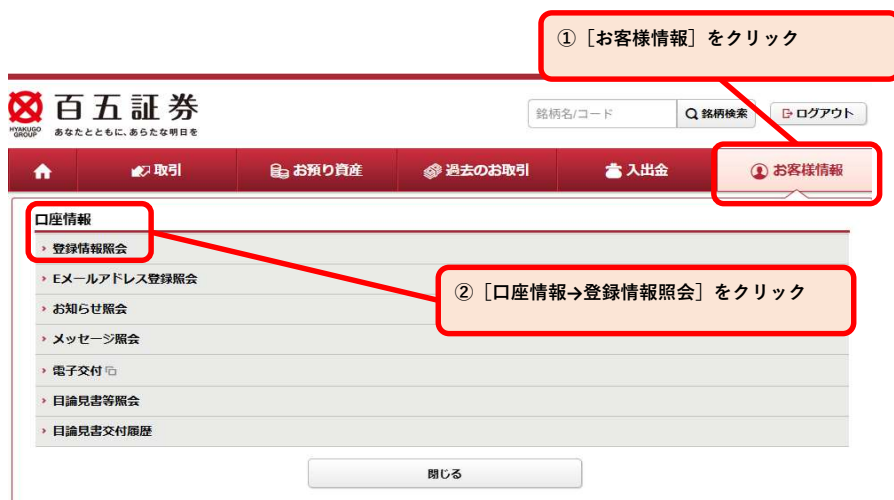 ① [お客様情報] をクリック
百五証券
HYAKUGO GROUP
あなたとともに、あらたな明日を
銘柄名/コード
銘柄検索
ログアウト
取引
お預り資産
過去のお取引
入出金
お客様情報
口座情報
登録情報照会
Eメールアドレス登録照会
② [口座情報→登録情報照会] をクリック
お知らせ照会
メッセージ照会
電子交付
目論見書等照会
目論見書交付履歴
閉じる